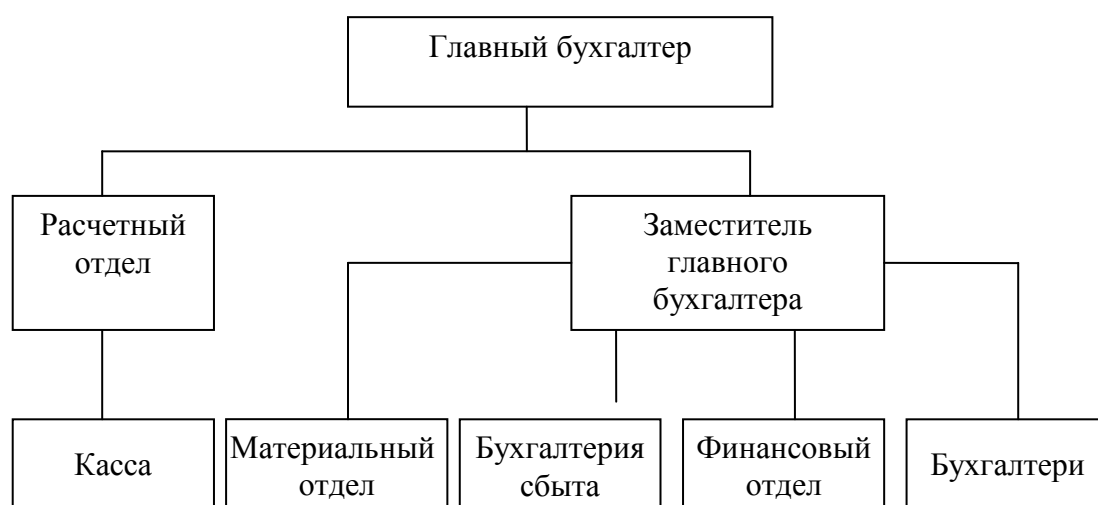 Главный бухгалтер
Расчетный
отдел
Заместитель
главного
бухгалтера
Касса
Материальный
отдел
Бухгалтерия
сбыта
Финансовый
отдел
Бухгалтери